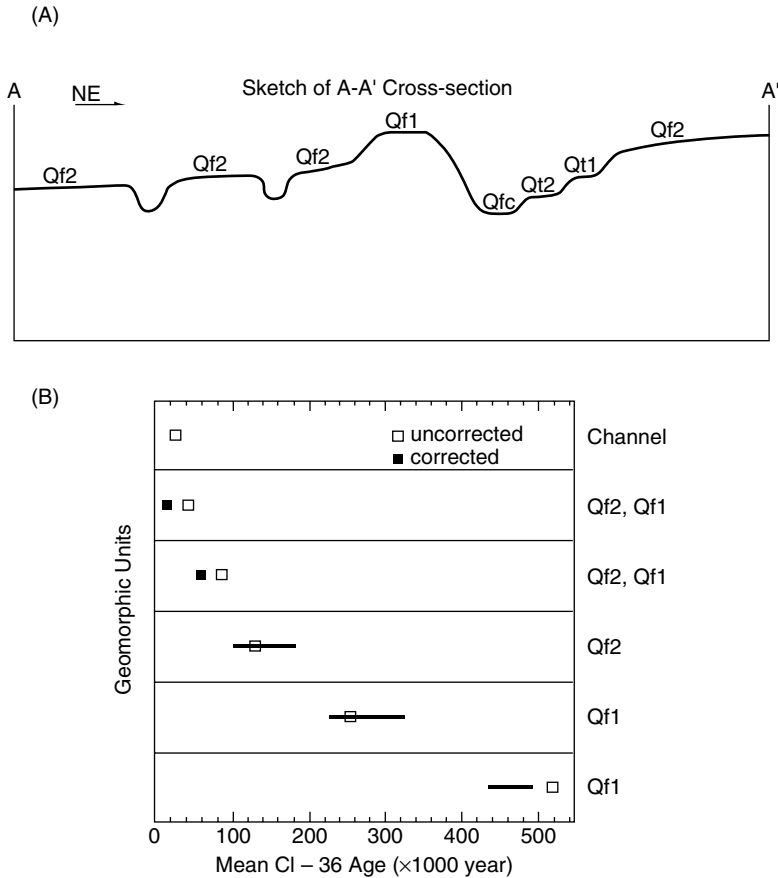 (A)
A
NE
Sketch of A-A' Cross-section
A'
Qf1
Qf2
Qf2
Qf2
Qf2
Qt1
Qt2
Qfc
(B)
uncorrected
corrected
Channel
Qf2, Qf1
Qf2, Qf1
Qf2
Qf1
Qf1
Geomorphic Units
0 100 200 300 400 500
Mean Cl – 36 Age (×1000 year)